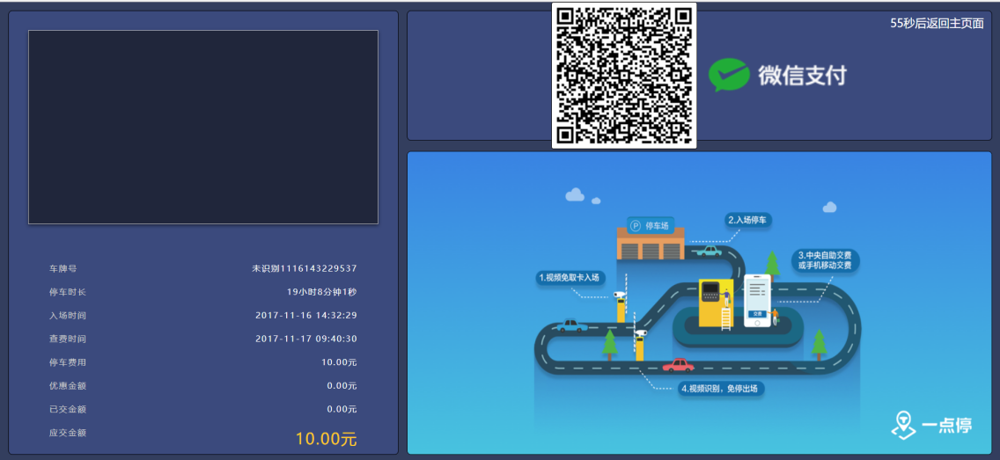 车牌号 未识别1116143229537
停车时长 19小时8分钟1秒
入场时间 2017-11-16 14:32:29
查费时间 2017-11-17 09:40:30
停车费用 10.00元
优惠金额 0.00元
已交金额 0.00元
应交金额 10.00元
55秒后返回主页面
微信支付
P 停车场
2.入场停车
3.中央自助交费
或手机移动交费
1.视频免取卡入场
交费
4.视频识别，免停出场
一点停